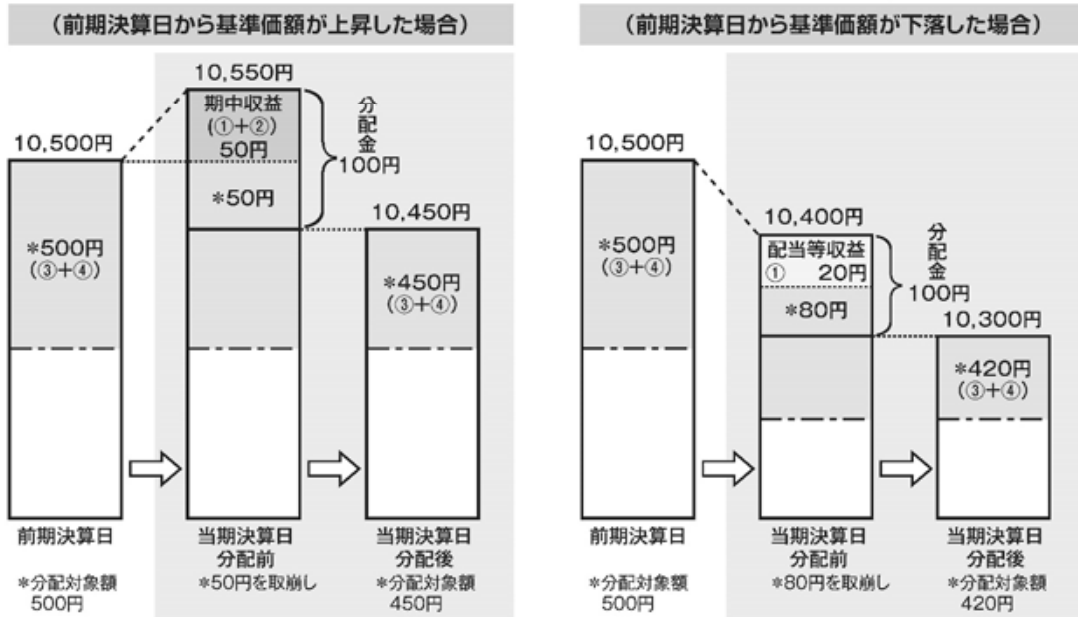 (前期決算日から基準価額が上昇した場合)
10,550円
期中収益
(①+②)
50円
*50円
分配金
100円
10,500円
*500円
(③+④)
10,450円
*450円
(③+④)
前期決算日
*分配対象額
500円
当期決算日
分配前
*50円を取崩し
当期決算日
分配後
*分配対象額
450円
(前期決算日から基準価額が下落した場合)
10,500円
*500円
(③+④)
10,400円
配当等収益
① 20円
*80円
分配金
100円
10,300円
*420円
(③+④)
前期決算日
*分配対象額
500円
当期決算日
分配前
*80円を取崩し
当期決算日
分配後
*分配対象額
420円